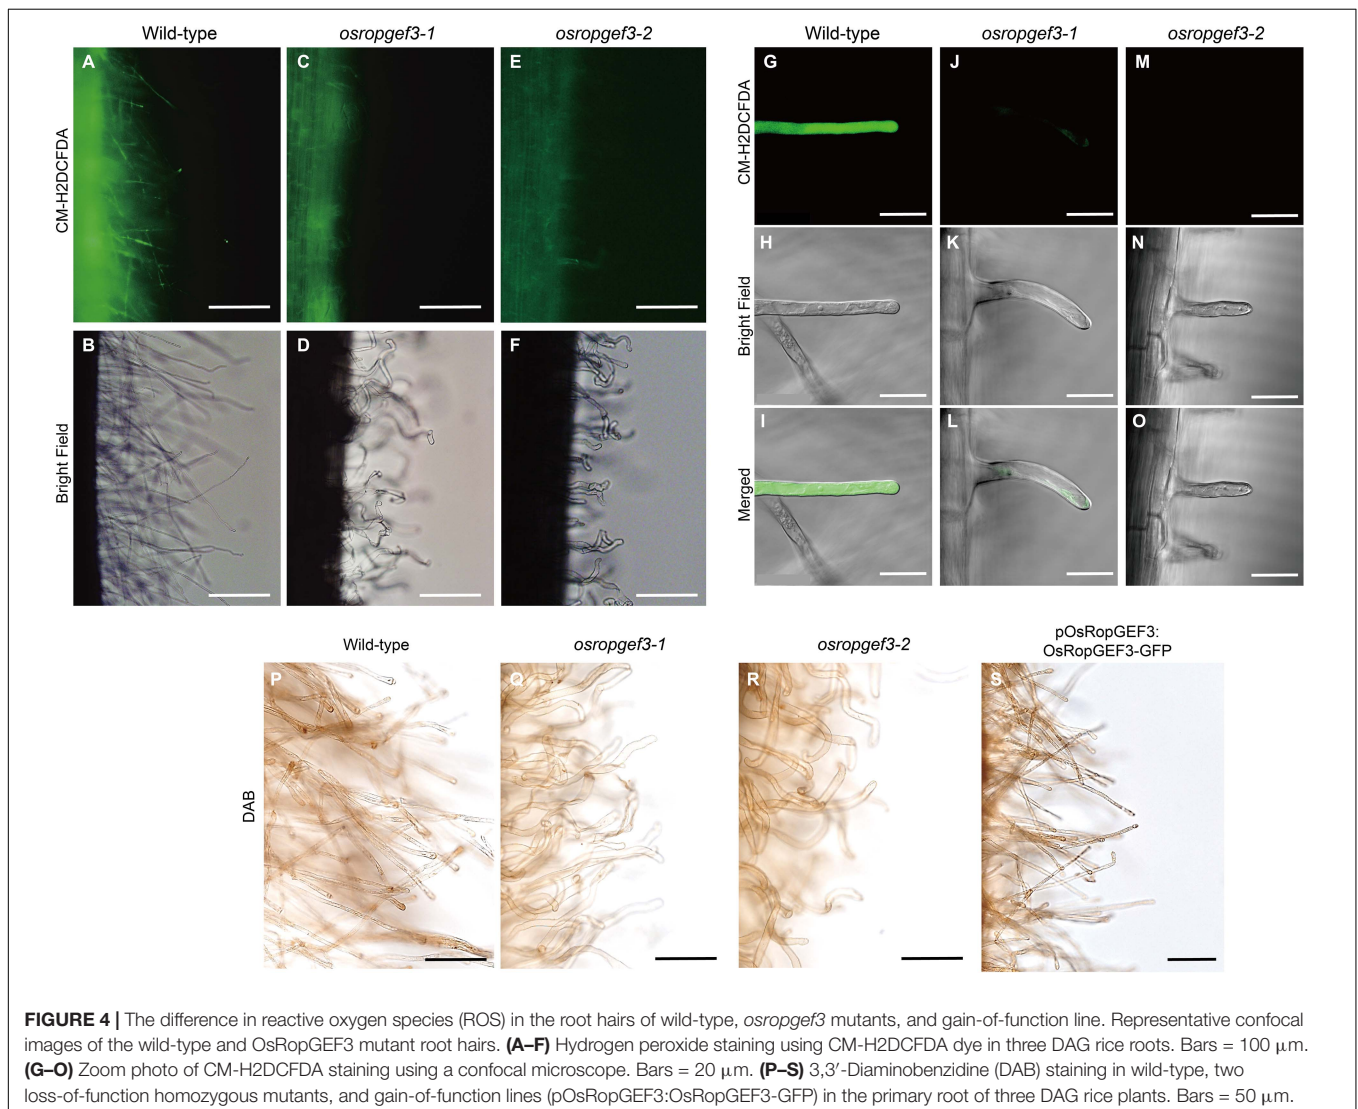 Wild-type osropgef3-1 osropgef3-2 Wild-type osropgef3-1 osropgef3-2
A C E G J M
CM-H2DCFDA
CM-H2DCFDA
B D F H K N
Bright Field
Bright Field
I L O
Merged
Wild-type osropgef3-1 osropgef3-2 pOsRopGEF3:
OsRopGEF3-GFP
P Q R S
DAB
FIGURE 4 | The difference in reactive oxygen species (ROS) in the root hairs of wild-type, osropgef3 mutants, and gain-of-function line. Representative confocal
images of the wild-type and OsRopGEF3 mutant root hairs. (A–F) Hydrogen peroxide staining using CM-H2DCFDA dye in three DAG rice roots. Bars = 100 μm.
(G–O) Zoom photo of CM-H2DCFDA staining using a confocal microscope. Bars = 20 μm. (P–S) 3,3′-Diaminobenzidine (DAB) staining in wild-type, two
loss-of-function homozygous mutants, and gain-of-function lines (pOsRopGEF3:OsRopGEF3-GFP) in the primary root of three DAG rice plants. Bars = 50 μm.